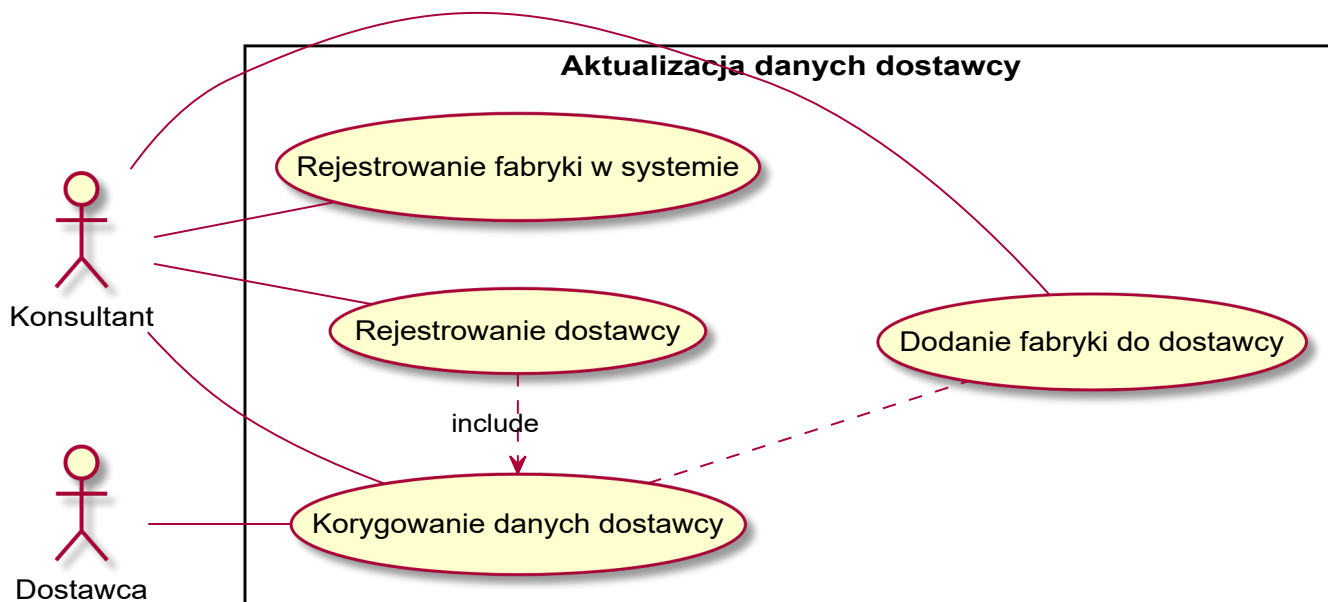 Aktualizacja danych dostawcy
Rejestrowanie fabryki w systemie
Konsultant
Rejestrowanie dostawcy
Dodanie fabryki do dostawcy
include
Korygowanie danych dostawcy
Dostawca